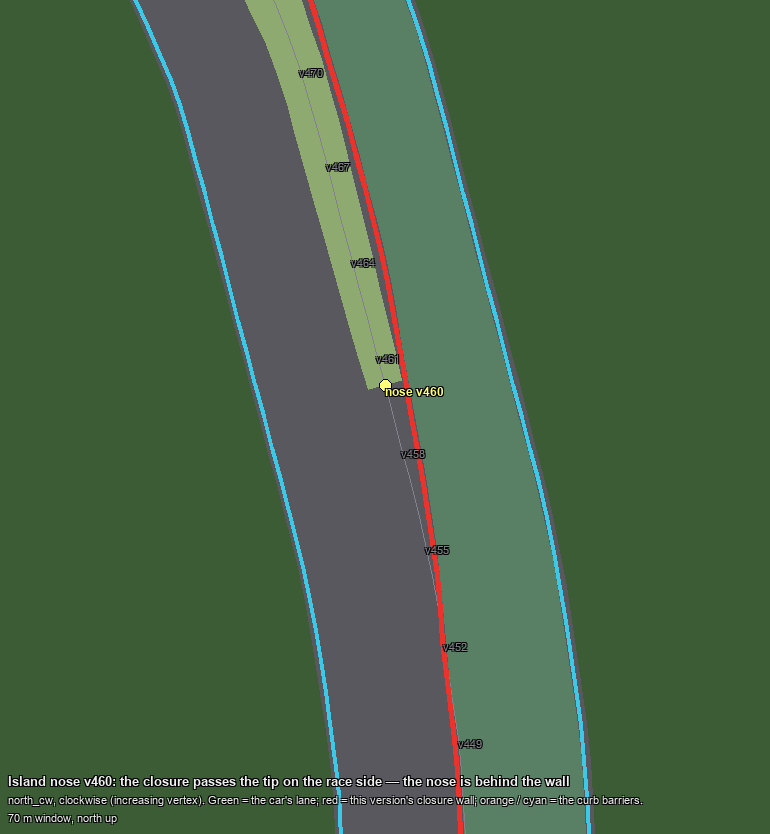 v470
v467
v464
v461
nose v460
v458
v455
v452
v449
Island nose v460: the closure passes the tip on the race side — the nose is behind the wall
north_cw, clockwise (increasing vertex). Green = the car's lane; red = this version's closure wall; orange / cyan = the curb barriers.
70 m window, north up